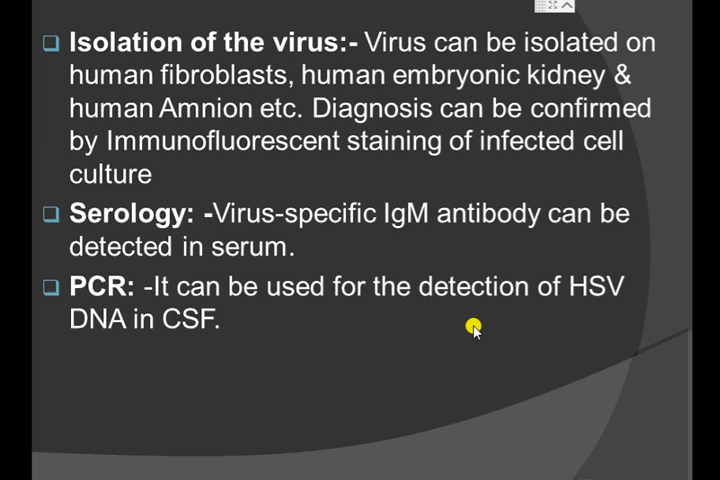 Isolation of the virus:- Virus can be isolated on
human fibroblasts, human embryonic kidney &
human Amnion etc. Diagnosis can be confirmed
by Immunofluorescent staining of infected cell
culture
Serology: -Virus-specific IgM antibody can be
detected in serum.
PCR: -It can be used for the detection of HSV
DNA in CSF.